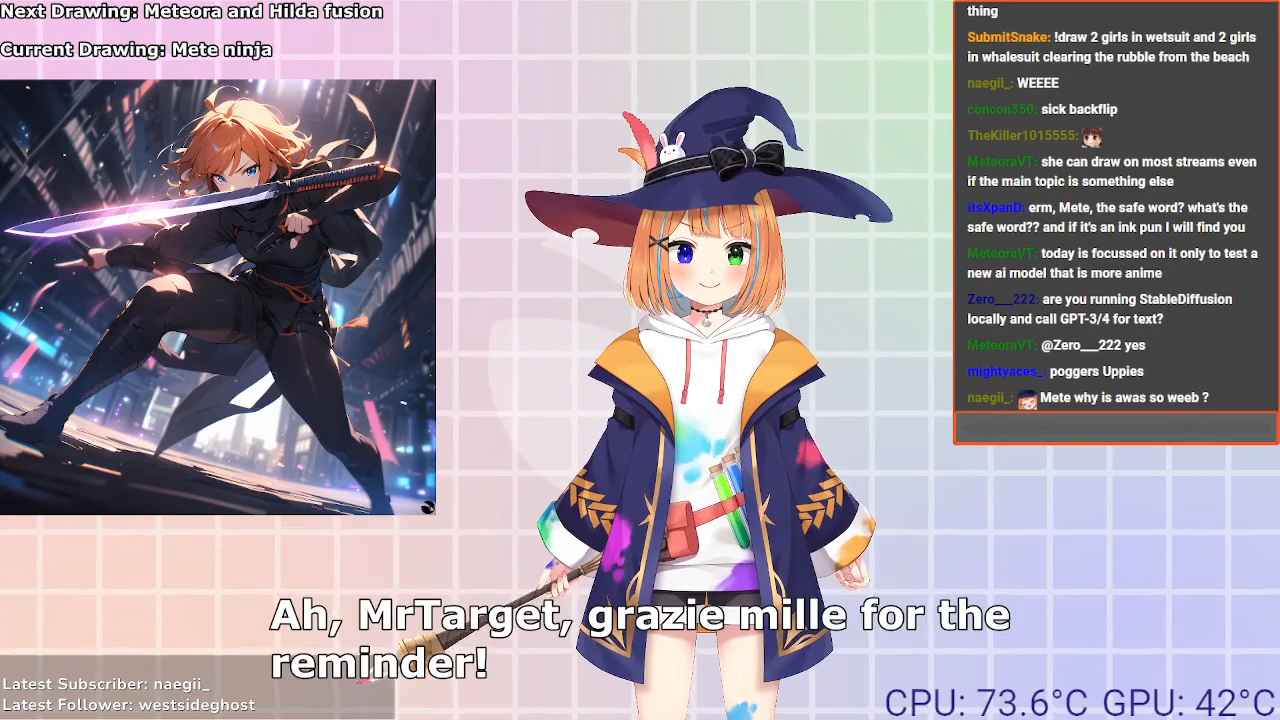 Next Drawing: Meteora and Hilda fusion
Current Drawing: Mete ninja
thing
SubmitSnake: !draw 2 girls in wetsuit and 2 girls
in whalesuit clearing the rubble from the beach
naegii_: WEEEE
concon350: sick backflip
TheKiller1015555:
MeteoraVT: she can draw on most streams even
if the main topic is something else
itsXpanD: erm, Mete, the safe word? what's the
safe word?? and if it's an ink pun I will find you
MeteoraVT: today is focussed on it only to test a
new ai model that is more anime
Zero___222: are you running StableDiffusion
locally and call GPT-3/4 for text?
MeteoraVT: @Zero___222 yes
mightyaces_: poggers Uppies
naegii_: Mete why is awas so weeb ?
Ah, MrTarget, grazie mille for the
reminder!
Latest Subscriber: naegii_
Latest Follower: westsideghost
CPU: 73.6°C GPU: 42°C